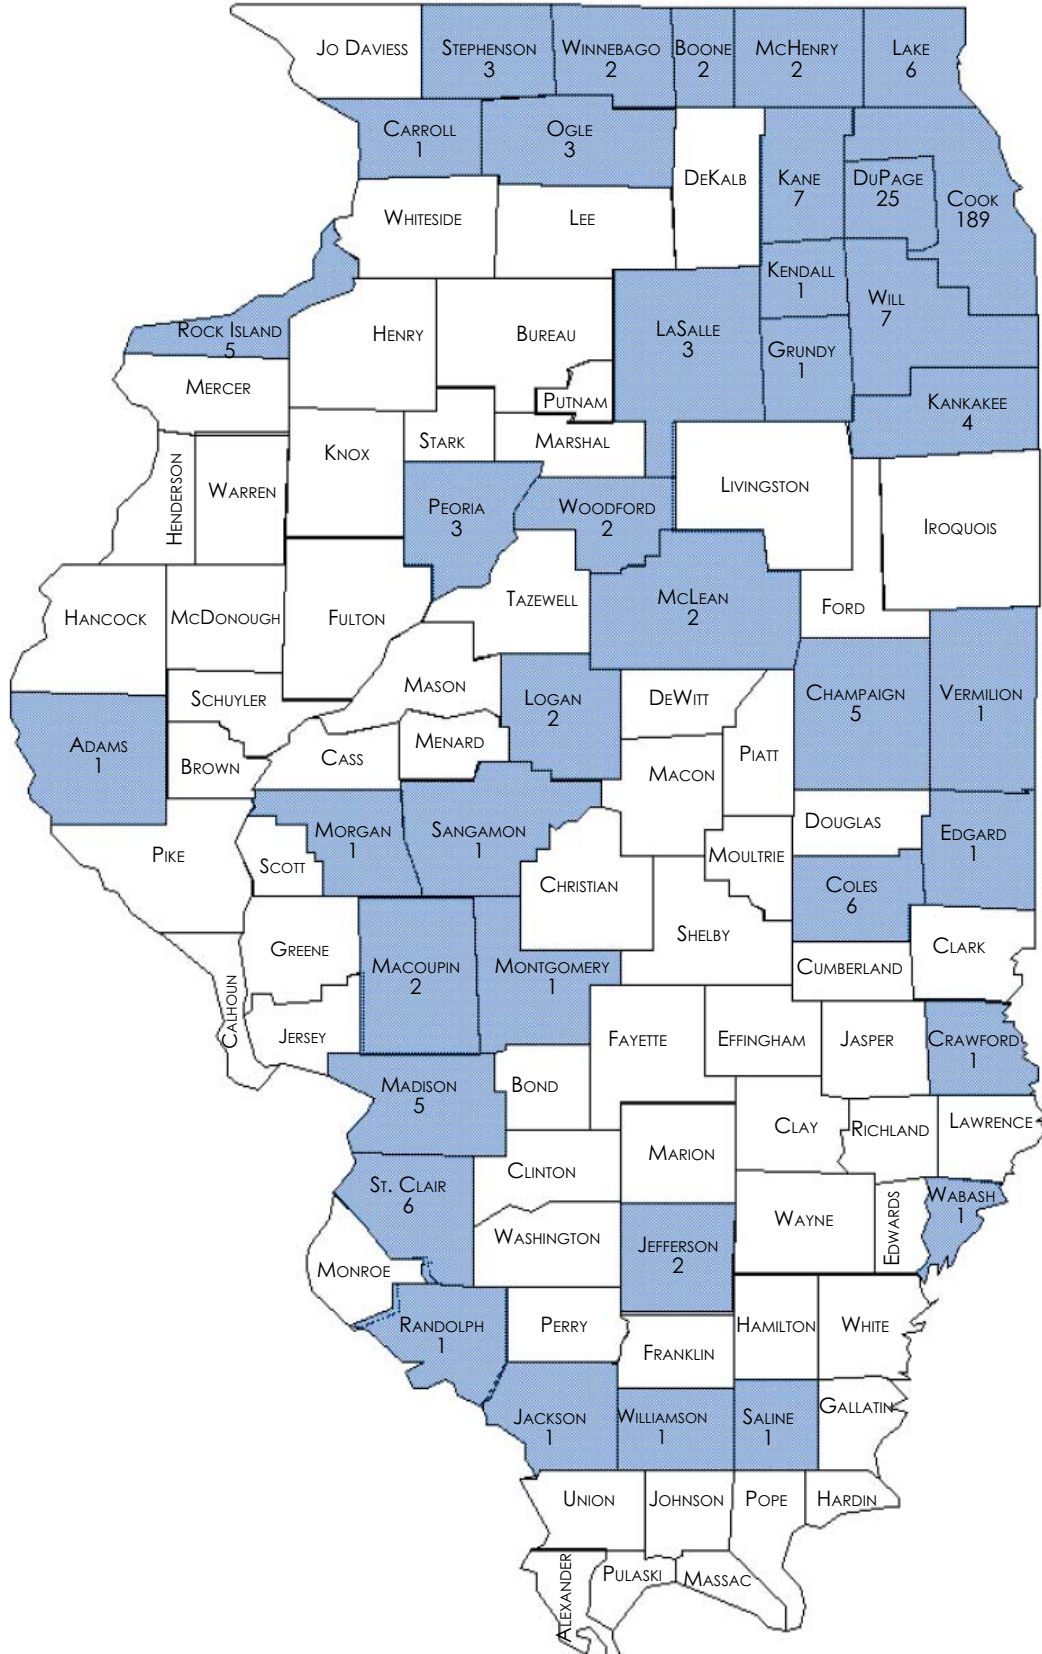 Jo Daviess
Stephenson
3
Winnebago
2
Boone
2
McHenry
2
Lake
6
Carroll
1
Ogle
3
DeKalb
Kane
7
DuPage
25
Cook
189
Whiteside
Lee
Kendall
1
Will
7
Rock Island
5
Henry
Bureau
LaSalle
3
Grundy
1
Mercer
Putnam
Kankakee
4
Knox
Stark
Marshal
Henderson
Warren
Peoria
3
Woodford
2
Livingston
Iroquois
Hancock
McDonough
Fulton
Tazewell
McLean
2
Ford
Schuyler
Mason
Logan
2
DeWitt
Champaign
5
Vermilion
1
Adams
1
Brown
Cass
Menard
Macon
Piatt
Pike
Scott
Morgan
1
Sangamon
1
Christian
Moultrie
Douglas
Edgard
1
Coles
6
Greene
Macoupin
2
Montgomery
1
Shelby
Cumberland
Clark
Calhoun
Jersey
Fayette
Effingham
Jasper
Crawford
1
Madison
5
Bond
Clay
Richland
Lawrence
St. Clair
6
Clinton
Marion
Wayne
Edwards
Wabash
1
Monroe
Washington
Jefferson
2
Randolph
1
Perry
Franklin
Hamilton
White
Jackson
1
Williamson
1
Saline
1
Gallatin
Union
Johnson
Pope
Hardin
Alexander
Pulaski
Massac